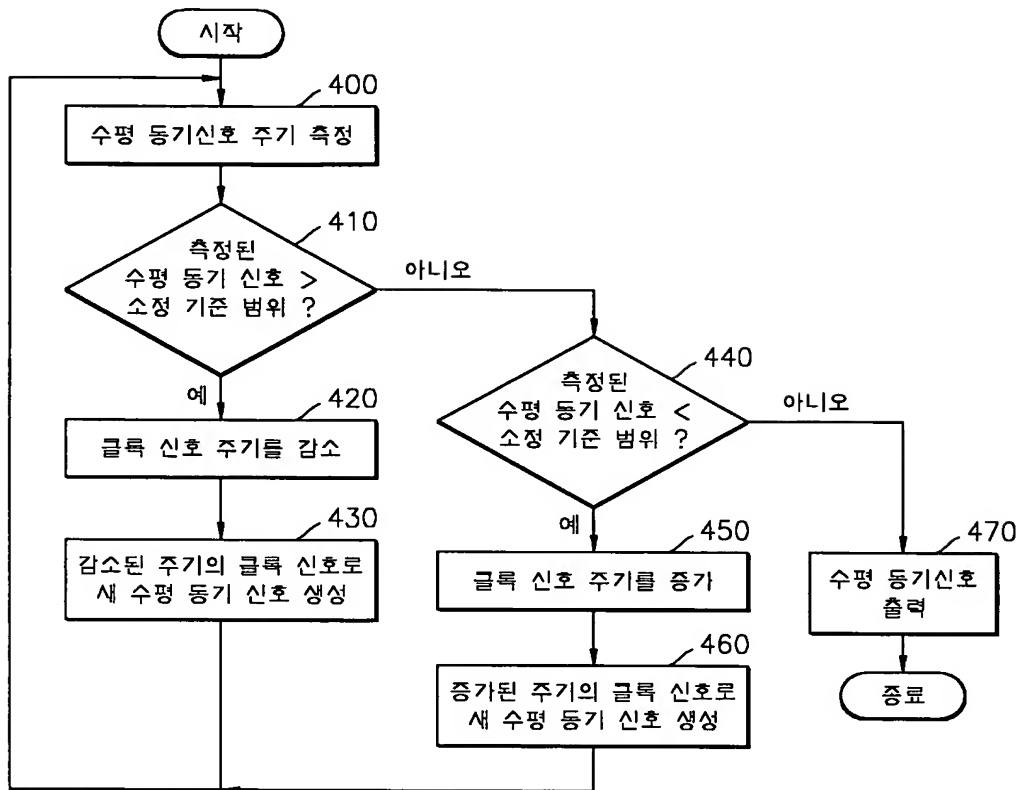 시작
400
수평 동기신호 주기 측정
410
측정된
수평 동기 신호 >
소정 기준 범위 ?
아니오
예
420
클록 신호 주기를 감소
430
감소된 주기의 클록 신호로
새 수평 동기 신호 생성
440
측정된
수평 동기 신호 <
소정 기준 범위 ?
아니오
예
450
클록 신호 주기를 증가
460
증가된 주기의 클록 신호로
새 수평 동기 신호 생성
470
수평 동기신호
출력
종료